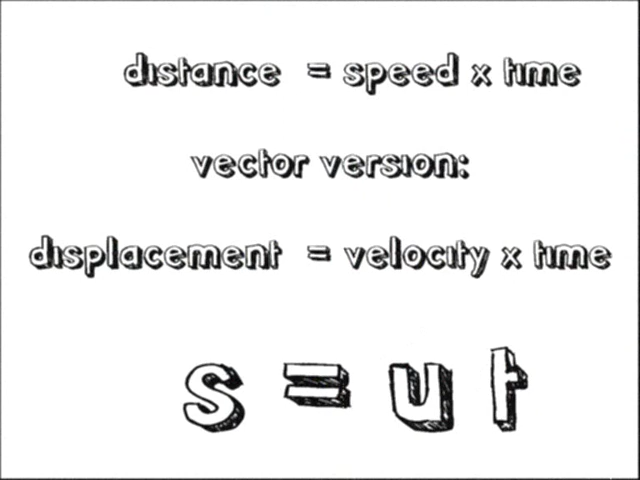 distance = speed x time
vector version:
displacement = velocity x time
s = ut